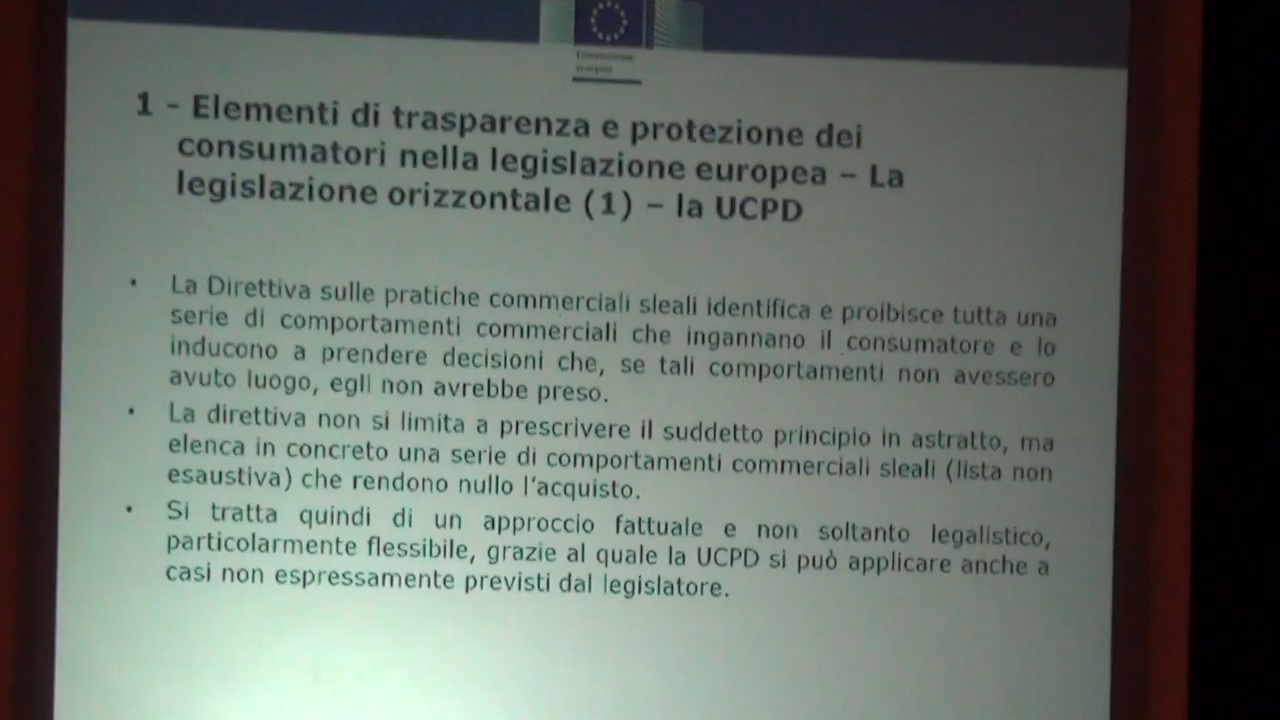 1 - Elementi di trasparenza e protezione dei
consumatori nella legislazione europea – La
legislazione orizzontale (1) – la UCPD
• La Direttiva sulle pratiche commerciali sleali identifica e proibisce tutta una
serie di comportamenti commerciali che ingannano il consumatore e lo
inducono a prendere decisioni che, se tali comportamenti non avessero
avuto luogo, egli non avrebbe preso.
• La direttiva non si limita a prescrivere il suddetto principio in astratto, ma
elenca in concreto una serie di comportamenti commerciali sleali (lista non
esaustiva) che rendono nullo l'acquisto.
• Si tratta quindi di un approccio fattuale e non soltanto legalistico,
particolarmente flessibile, grazie al quale la UCPD si può applicare anche a
casi non espressamente previsti dal legislatore.